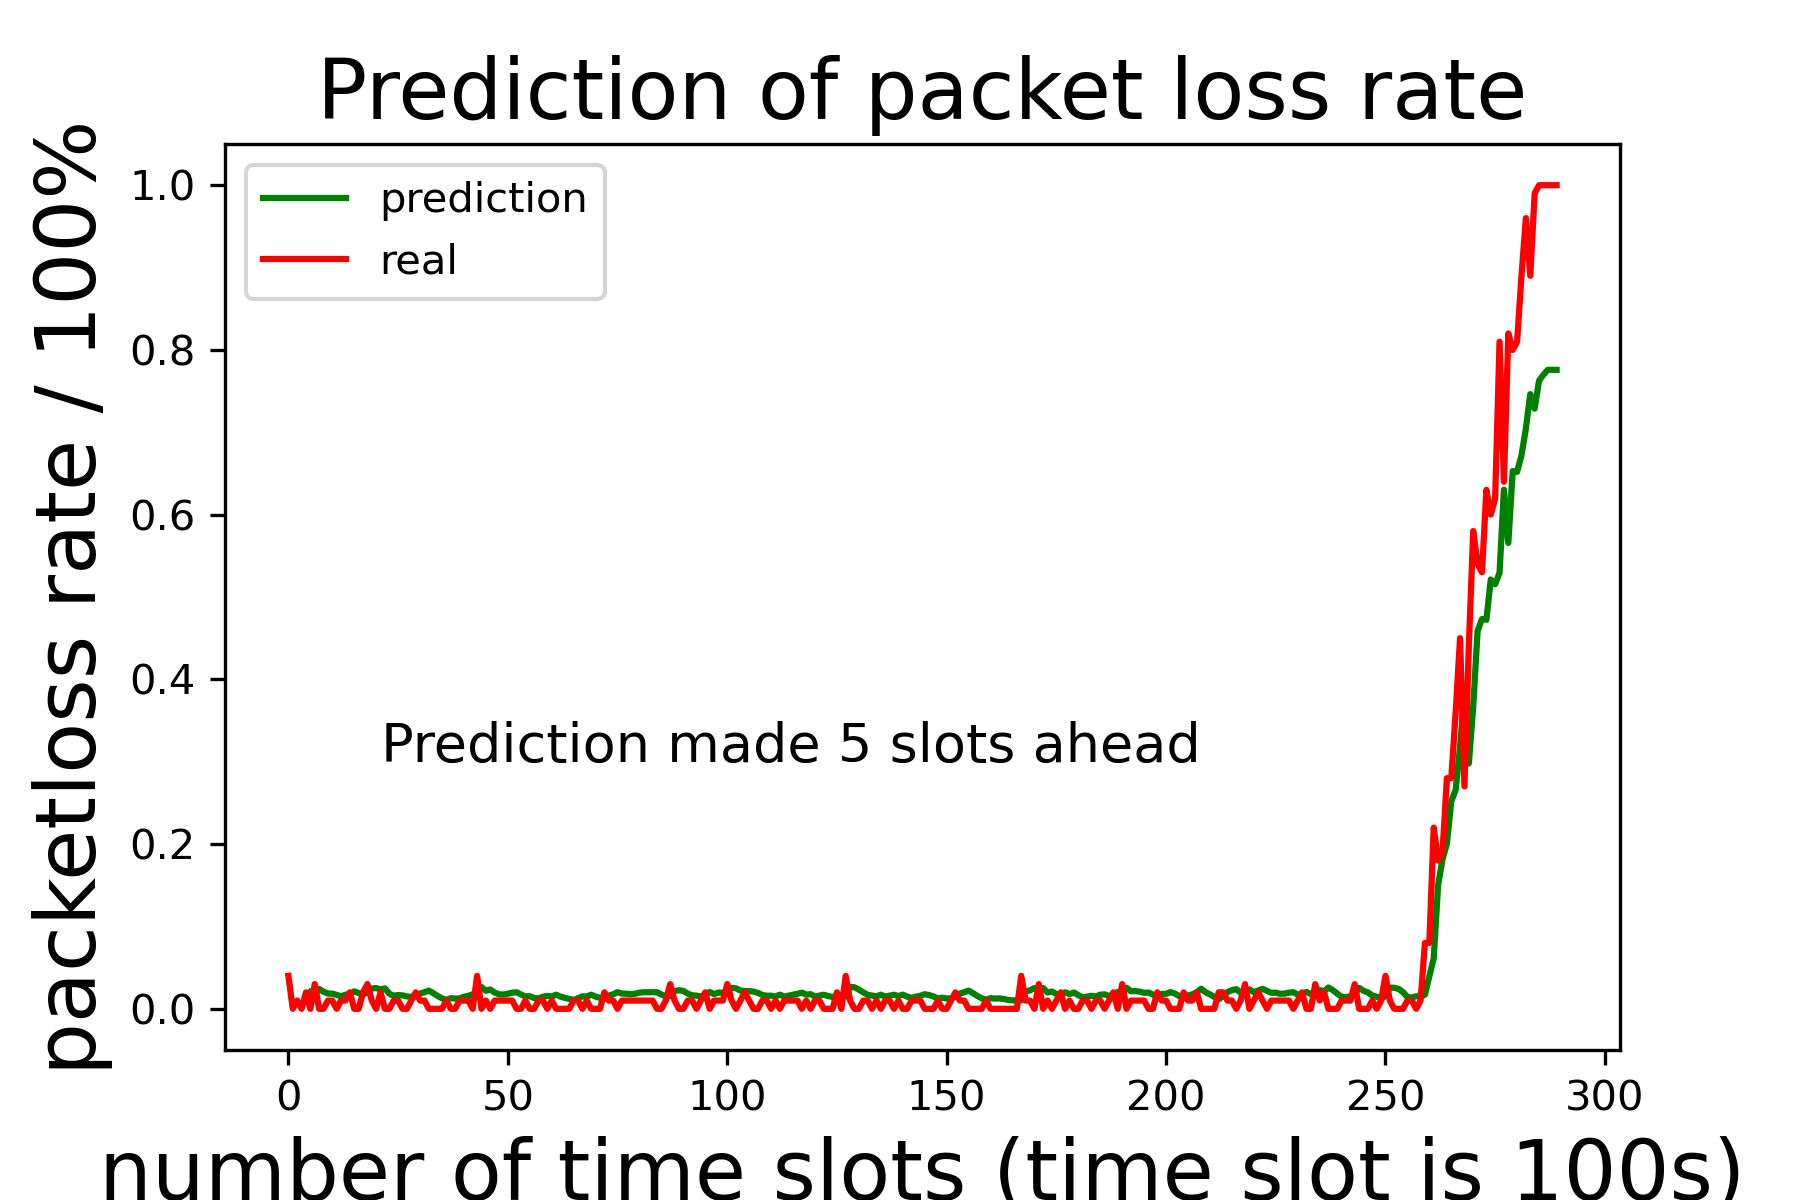 Prediction of packet loss rate
packetloss rate / 100%
1.0
0.8
0.6
0.4
0.2
0.0
prediction
real
Prediction made 5 slots ahead
0 50 100 150 200 250 300
number of time slots (time slot is 100s)